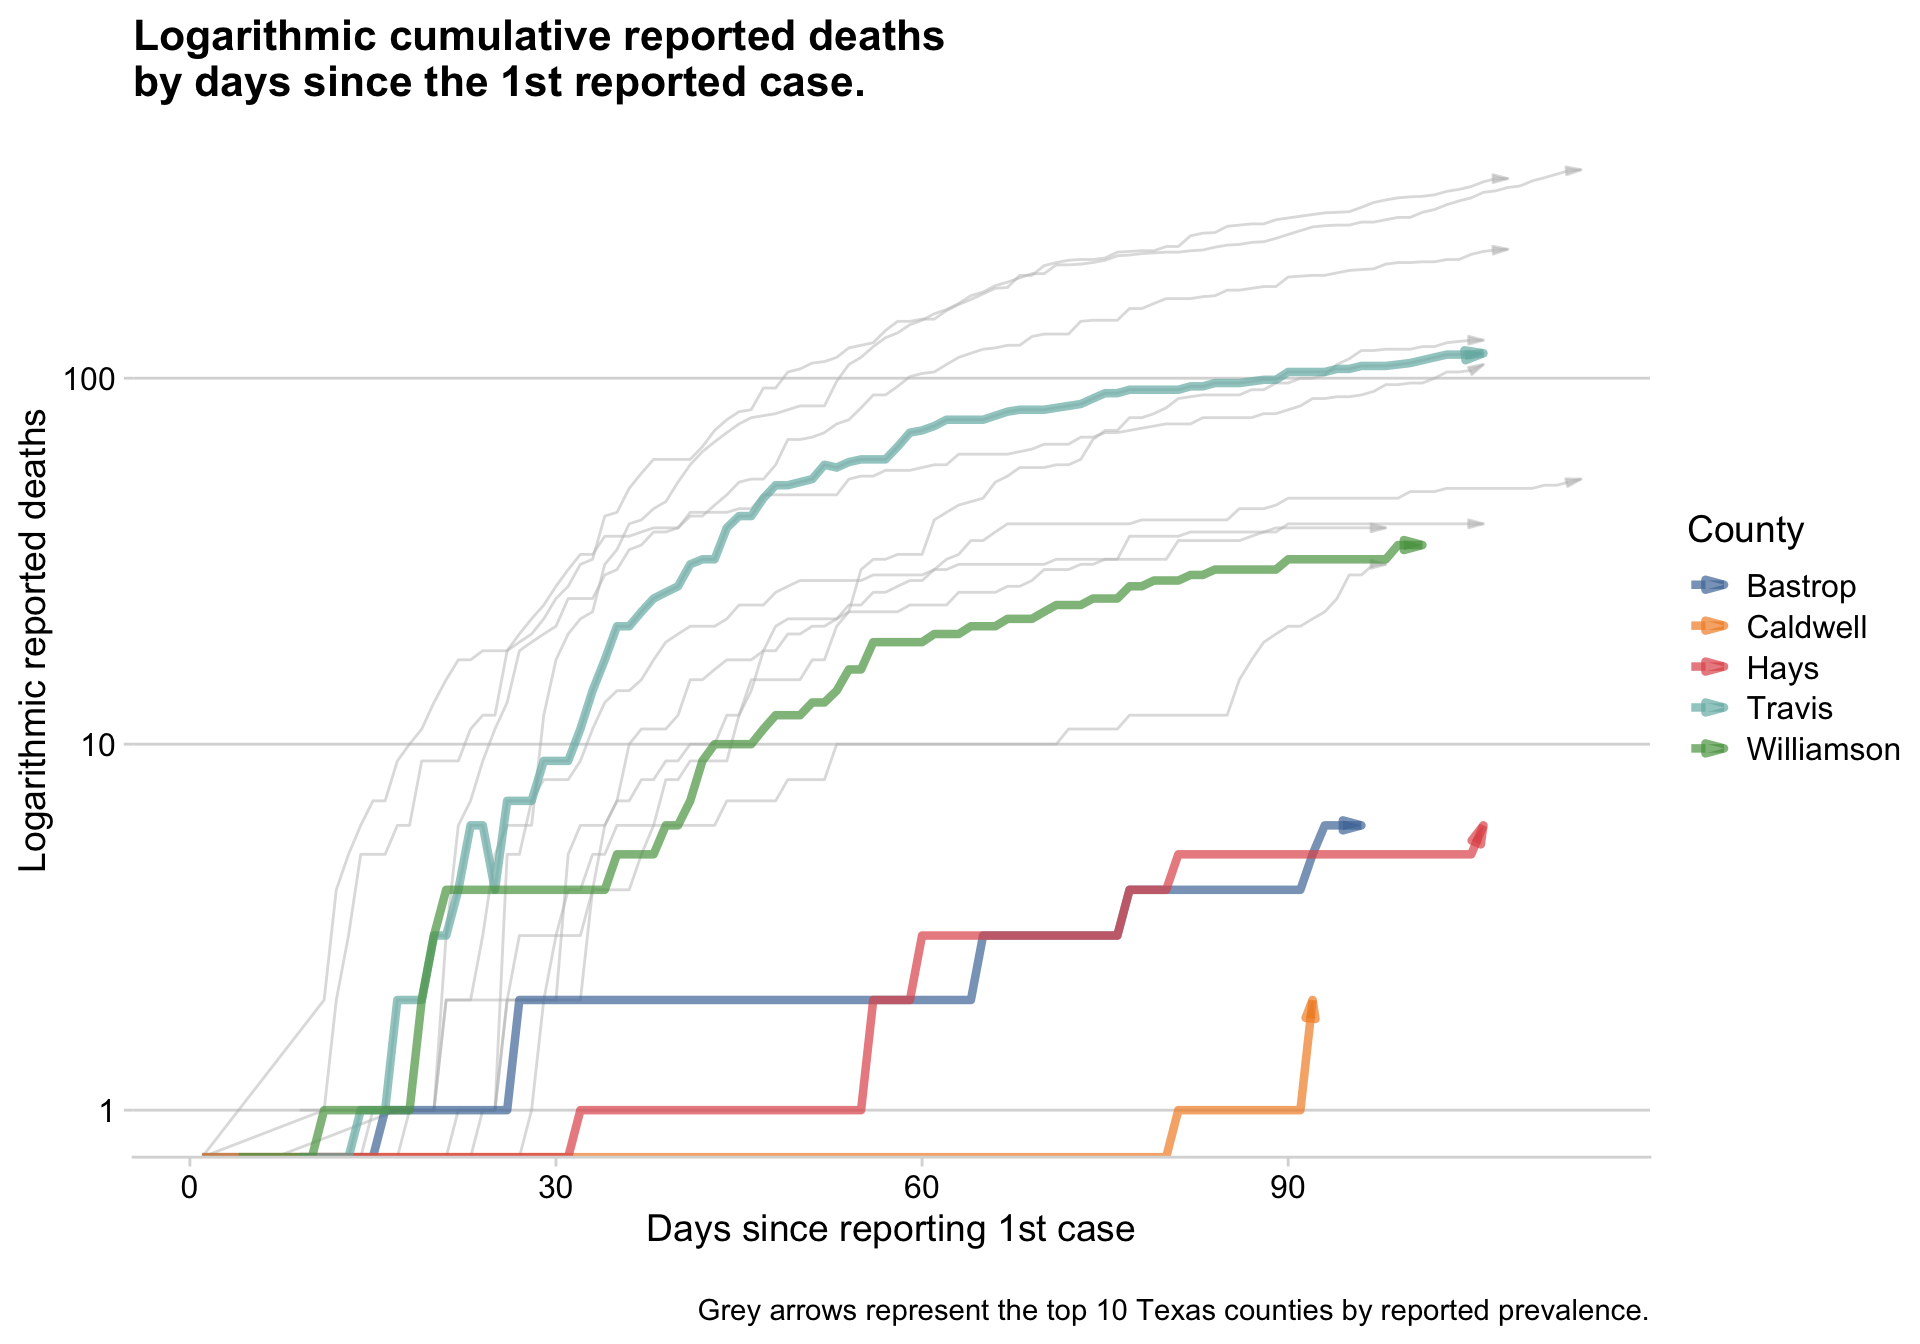 Logarithmic cumulative reported deaths
by days since the 1st reported case.
Logarithmic reported deaths
100
10
1
0
30
60
90
Days since reporting 1st case
County
Bastrop
Caldwell
Hays
Travis
Williamson
Grey arrows represent the top 10 Texas counties by reported prevalence.